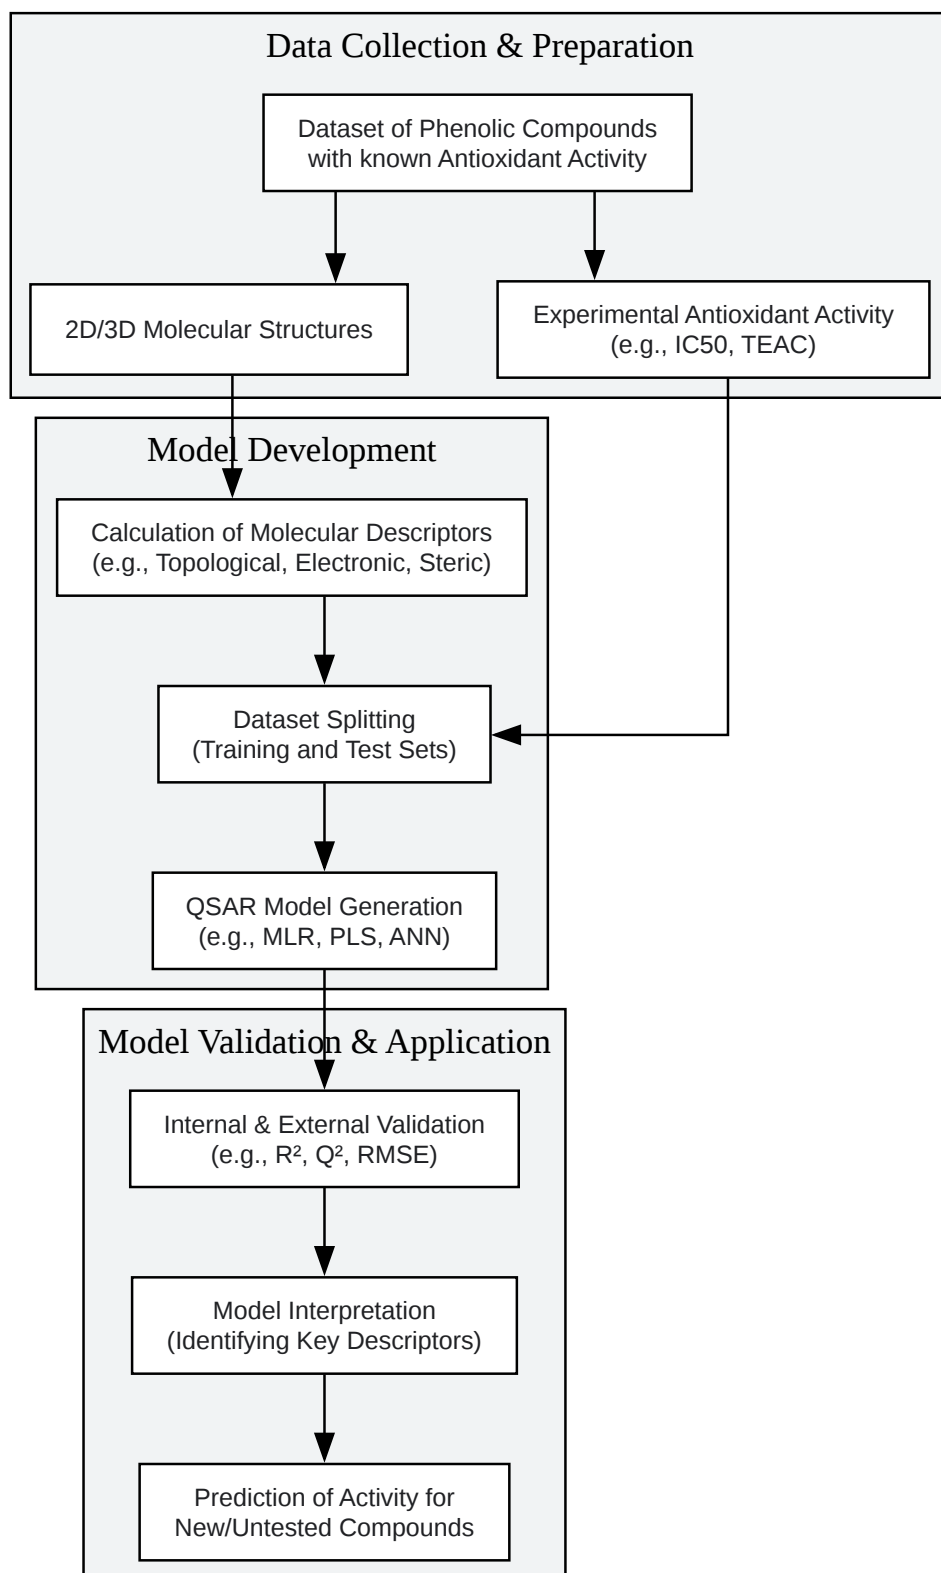 Data Collection & Preparation
Dataset of Phenolic Compounds
with known Antioxidant Activity
2D/3D Molecular Structures
Experimental Antioxidant Activity
(e.g., IC50, TEAC)
Model Development
Calculation of Molecular Descriptors
(e.g., Topological, Electronic, Steric)
Dataset Splitting
(Training and Test Sets)
QSAR Model Generation
(e.g., MLR, PLS, ANN)
Model Validation & Application
Internal & External Validation
(e.g., R², Q², RMSE)
Model Interpretation
(Identifying Key Descriptors)
Prediction of Activity for
New/Untested Compounds